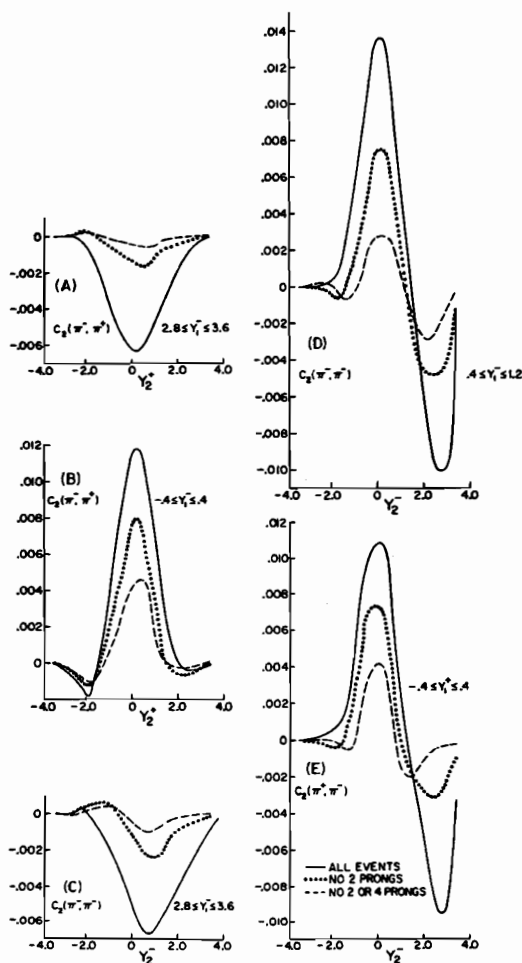 0
-.002
-.004
-.006
(A)
C₂(π⁻, π⁺)
2.8 ≤ Y₁⁻ ≤ 3.6
-4.0 -2.0 0 2.0 4.0
Y₂⁺
.012
.010
.008
.006
.004
.002
0
(B)
C₂(π⁻, π⁺)
-.4 ≤ Y₁⁻ ≤ .4
-4.0 -2.0 0 2.0 4.0
Y₂⁺
0
-.002
-.004
-.006
(C)
C₂(π⁻, π⁻)
2.8 ≤ Y₁⁻ ≤ 3.6
-4.0 -2.0 0 2.0 4.0
Y₂⁻
.014
.012
.010
.008
.006
.004
.002
0
-.002
-.004
-.006
-.008
-.010
(D)
C₂(π⁻, π⁻)
.4 ≤ Y₁⁻ ≤ 1.2
-4.0 -2.0 0 2.0 4.0
Y₂⁻
.010
.008
.006
.004
.002
0
-.002
-.004
-.006
-.008
-.010
-.4 ≤ Y₁⁺ ≤ .4
(E)
C₂(π⁺, π⁻)
ALL EVENTS
NO 2 PRONGS
NO 2 OR 4 PRONGS
-4.0 -2.0 0 2.0 4.0
Y₂⁻